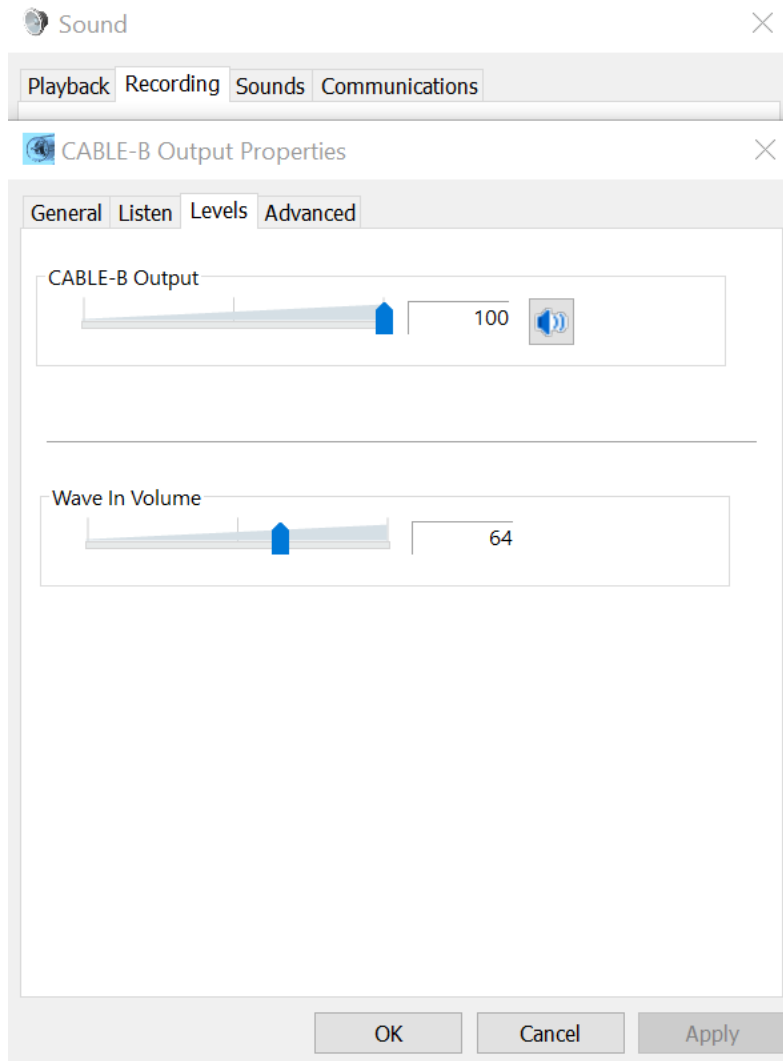 Sound
Playback Recording Sounds Communications
CABLE-B Output Properties
General Listen Levels Advanced
CABLE-B Output
100
Wave In Volume
64
OK Cancel Apply